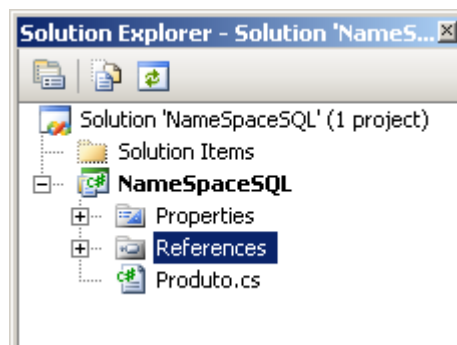 Solution Explorer - Solution 'NameS...
Solution 'NameSpaceSQL' (1 project)
Solution Items
NameSpaceSQL
Properties
References
Produto.cs